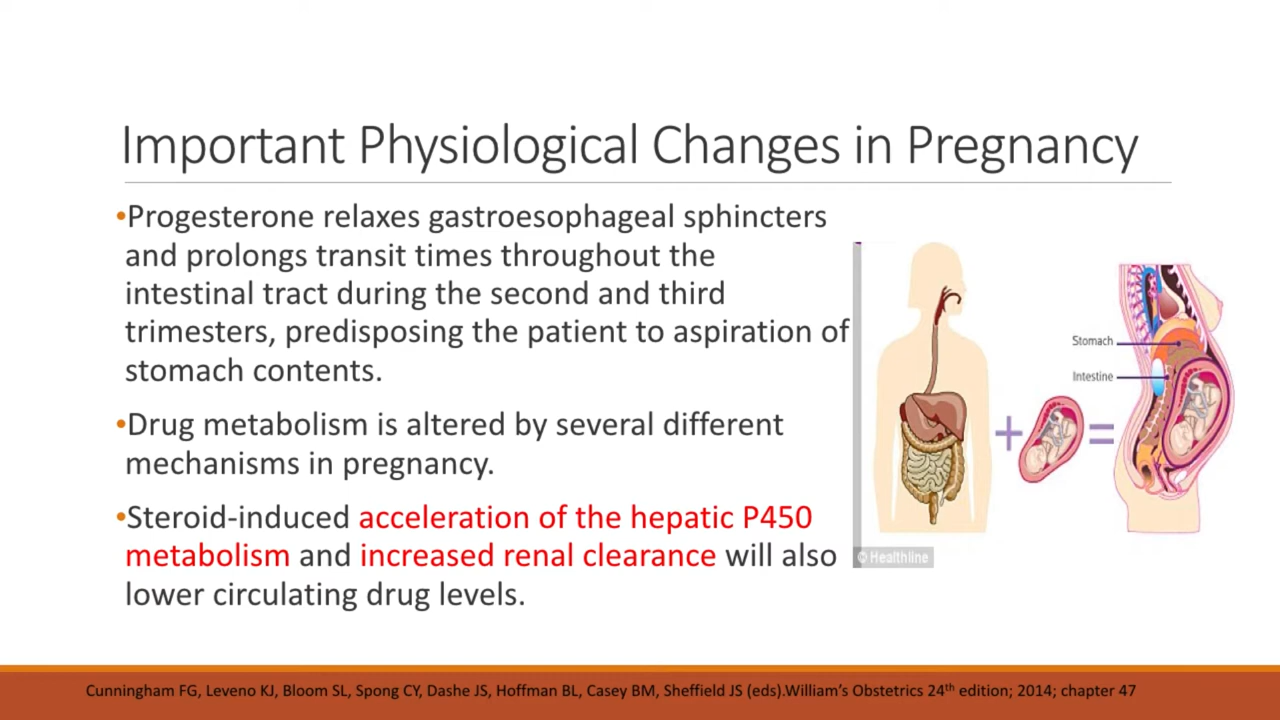 Important Physiological Changes in Pregnancy
•Progesterone relaxes gastroesophageal sphincters
and prolongs transit times throughout the
intestinal tract during the second and third
trimesters, predisposing the patient to aspiration of
stomach contents.
•Drug metabolism is altered by several different
mechanisms in pregnancy.
•Steroid-induced acceleration of the hepatic P450
metabolism and increased renal clearance will also
lower circulating drug levels.
+
=
Stomach
Intestine
© Healthline
Cunningham FG, Leveno KJ, Bloom SL, Spong CY, Dashe JS, Hoffman BL, Casey BM, Sheffield JS (eds).William’s Obstetrics 24th edition; 2014; chapter 47